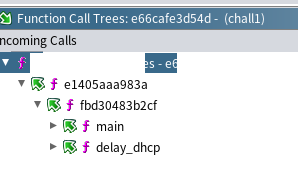 Function Call Trees: e66cafe3d54d - (chall1)
ncoming Calls
es - e6
e1405aaa983a
fbd30483b2cf
main
delay_dhcp